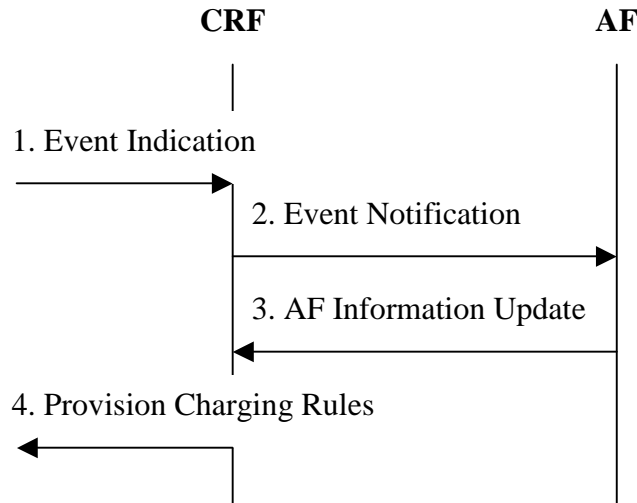 CRF AF
1. Event Indication
2. Event Notification
3. AF Information Update
4. Provision Charging Rules